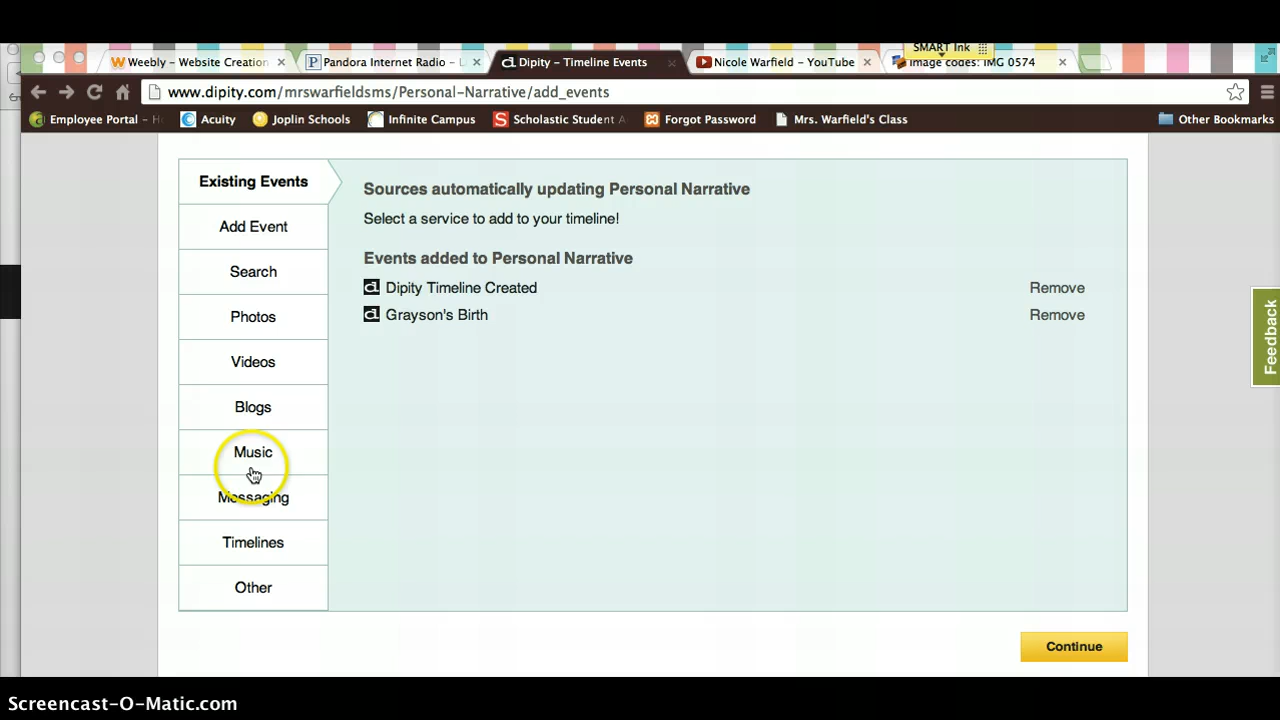 SMART Ink
Weebly – Website Creation
Pandora Internet Radio –
Dipity – Timeline Events
Nicole Warfield – YouTube
Image codes: IMG 0574
www.dipity.com/mrswarfieldsms/Personal-Narrative/add_events
Employee Portal –
Acuity
Joplin Schools
Infinite Campus
Scholastic Student
Forgot Password
Mrs. Warfield's Class
Other Bookmarks
Existing Events
Add Event
Search
Photos
Videos
Blogs
Music
Messaging
Timelines
Other
Sources automatically updating Personal Narrative
Select a service to add to your timeline!
Events added to Personal Narrative
Dipity Timeline Created Remove
Grayson's Birth Remove
Feedback
Continue
Screencast-O-Matic.com